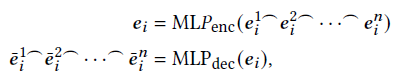 e_i = MLP_enc(e_i^1⌢e_i^2⌢ ⋯ ⌢e_i^n)
ē_i^1⌢ē_i^2⌢ ⋯ ⌢ē_i^n = MLP_dec(e_i),